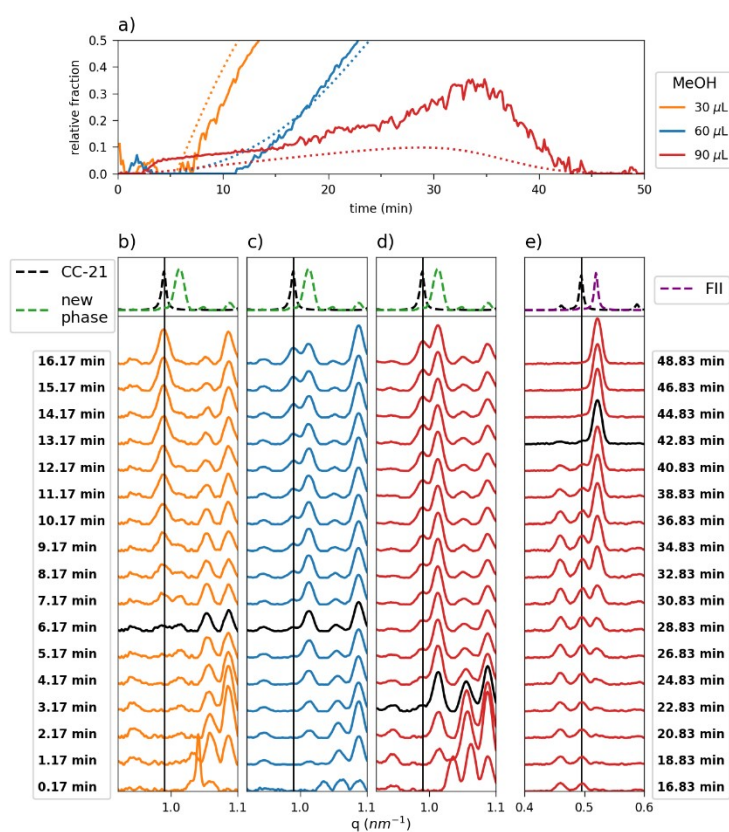 a)
0.5
0.4
0.3
0.2
0.1
0.0
relative fraction
0 10 20 30 40 50
time (min)
MeOH
30 μL
60 μL
90 μL
b) c) d) e)
CC-21
new
phase
FII
16.17 min
15.17 min
14.17 min
13.17 min
12.17 min
11.17 min
10.17 min
9.17 min
8.17 min
7.17 min
6.17 min
5.17 min
4.17 min
3.17 min
2.17 min
1.17 min
0.17 min
48.83 min
46.83 min
44.83 min
42.83 min
40.83 min
38.83 min
36.83 min
34.83 min
32.83 min
30.83 min
28.83 min
26.83 min
24.83 min
22.83 min
20.83 min
18.83 min
16.83 min
1.0 1.1 1.0 1.1 1.0 1.1 0.4 0.5 0.6
q (nm⁻¹)